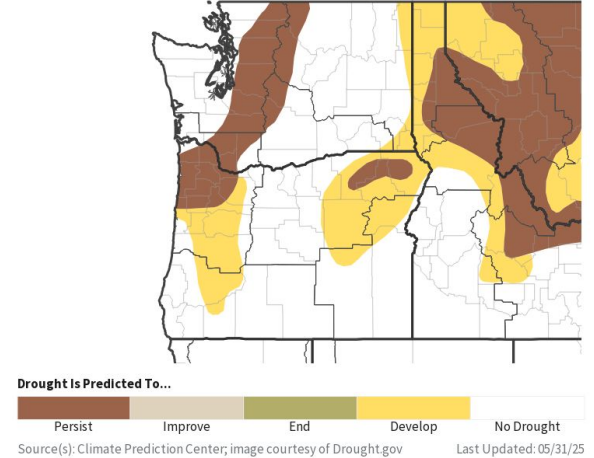 Drought Is Predicted To...
Persist Improve End Develop No Drought
Source(s): Climate Prediction Center; image courtesy of Drought.gov Last Updated: 05/31/25